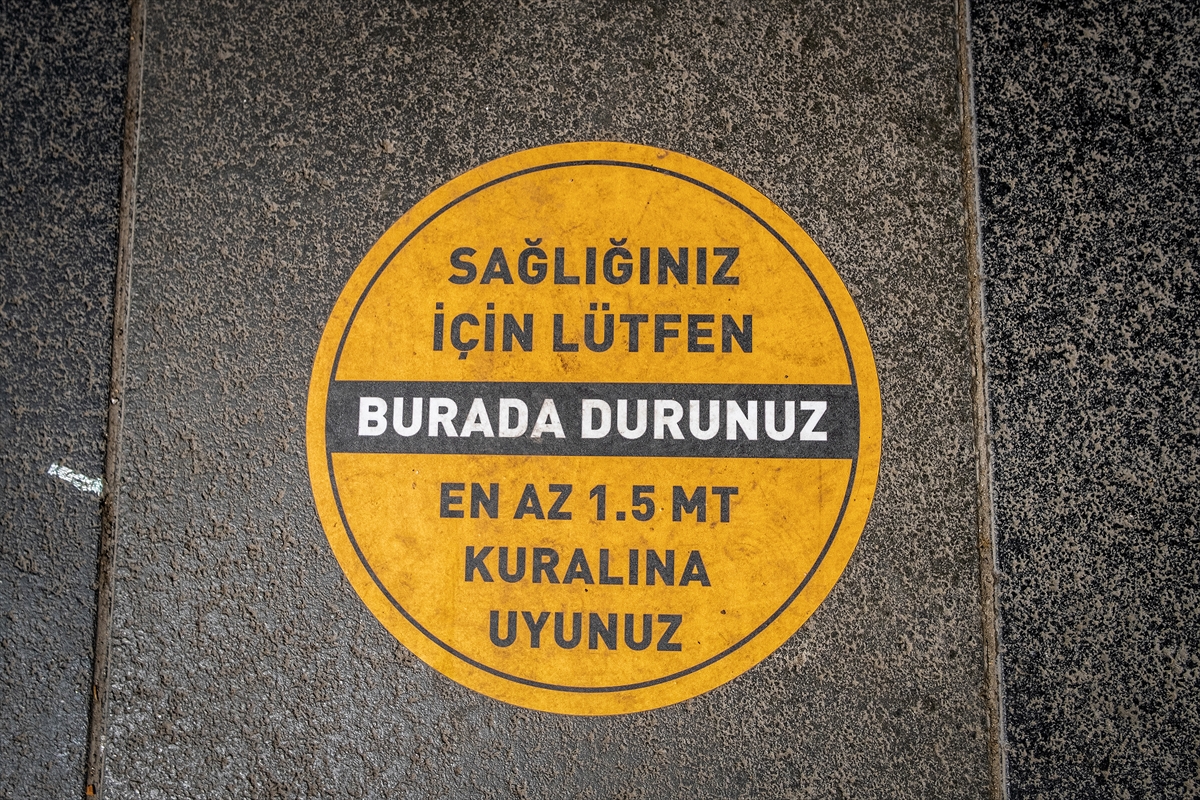 SAĞLIĞINIZ
İÇİN LÜTFEN
BURADA DURUNUZ
EN AZ 1.5 MT
KURALINA
UYUNUZ